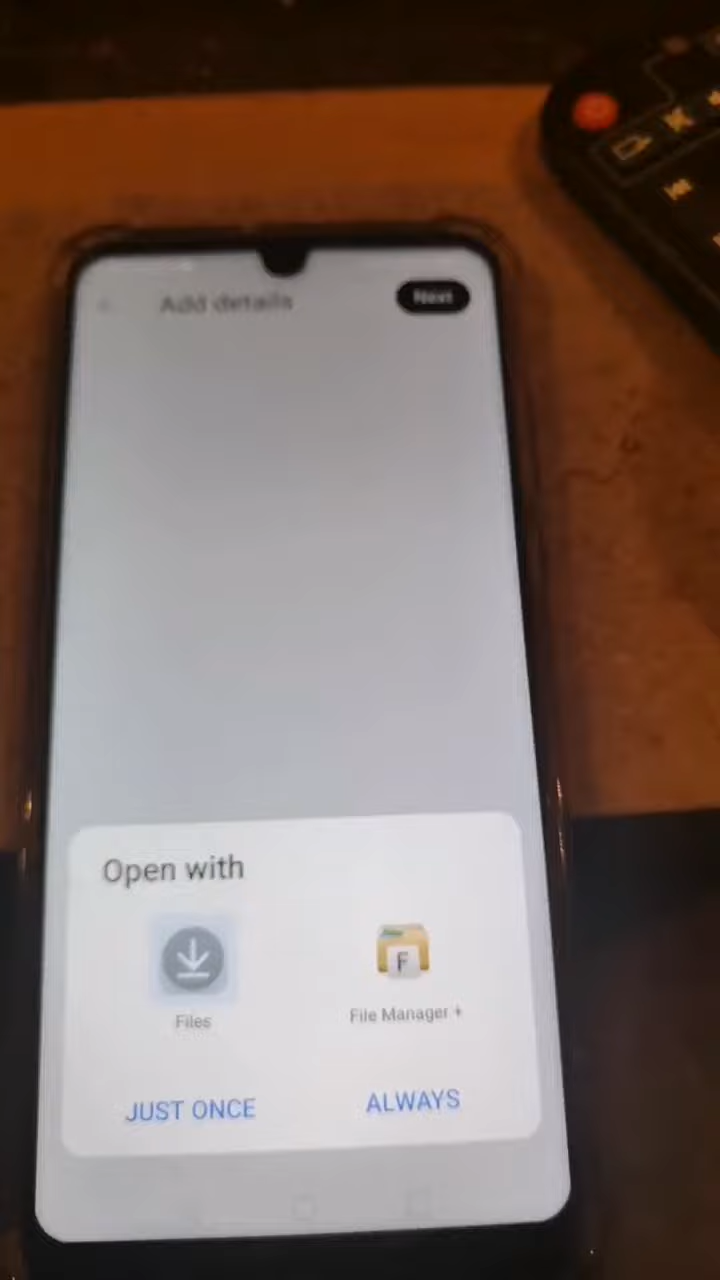 Add details
Next
Open with
F
Files
File Manager +
JUST ONCE
ALWAYS